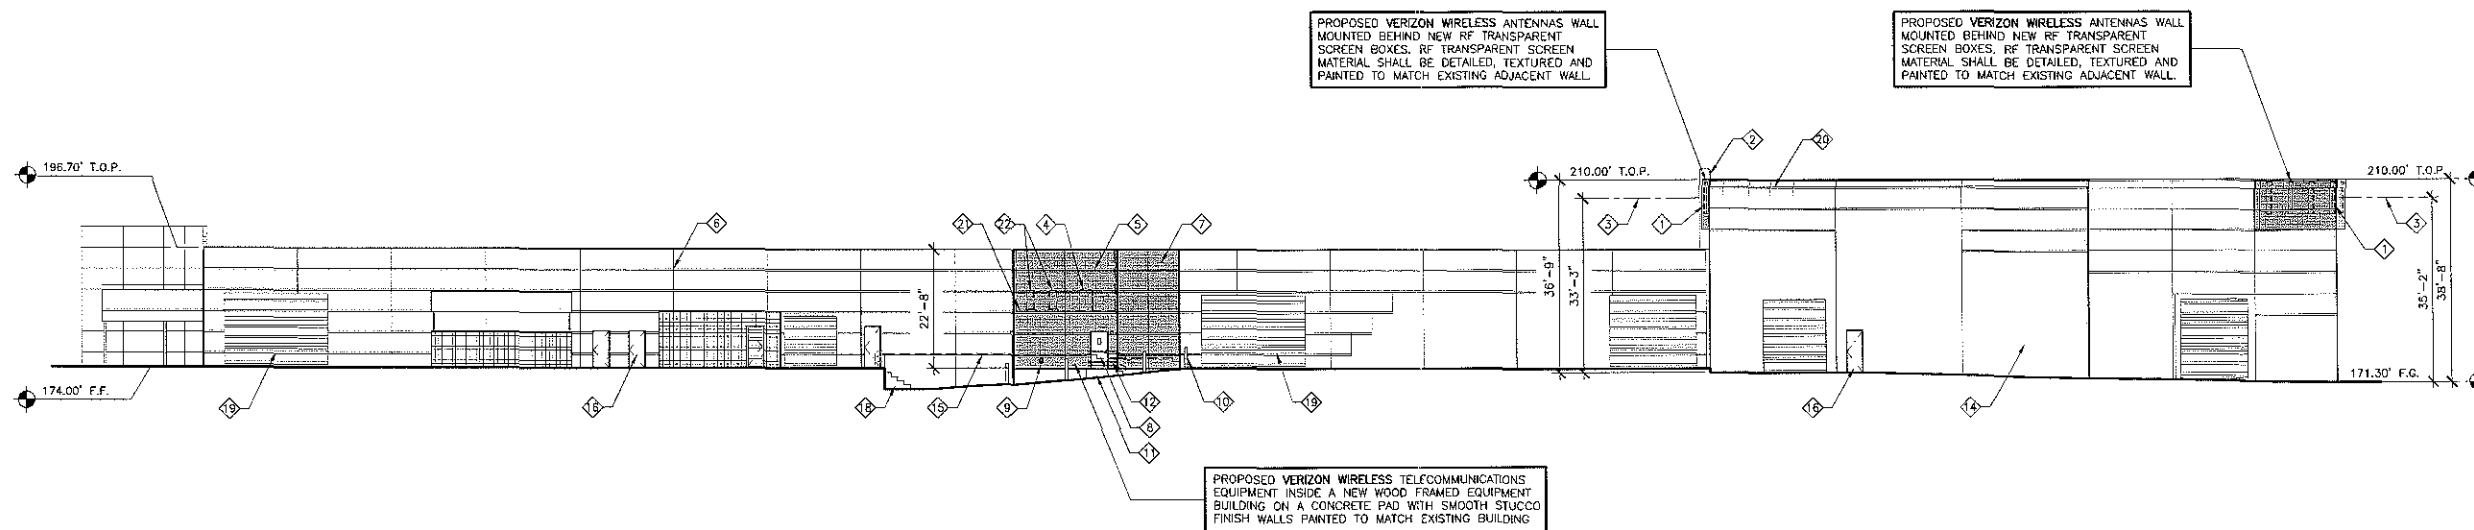 PROPOSED VERIZON WIRELESS ANTENNAS WALL
MOUNTED BEHIND NEW RF TRANSPARENT
SCREEN BOXES. RF TRANSPARENT SCREEN
MATERIAL SHALL BE DETAILED, TEXTURED AND
PAINTED TO MATCH EXISTING ADJACENT WALL.
PROPOSED VERIZON WIRELESS ANTENNAS WALL
MOUNTED BEHIND NEW RF TRANSPARENT
SCREEN BOXES. RF TRANSPARENT SCREEN
MATERIAL SHALL BE DETAILED, TEXTURED AND
PAINTED TO MATCH EXISTING ADJACENT WALL.
2
20
196.70' T.O.P.
210.00' T.O.P.
210.00' T.O.P.
6
21
22
4
5
7
3
1
3
1
22'-8"
36'-9"
33'-3"
35'-2"
38'-8"
174.00' F.F.
171.30' F.G.
19
16
18
15
9
12
10
19
16
14
8
11
PROPOSED VERIZON WIRELESS TELECOMMUNICATIONS
EQUIPMENT INSIDE A NEW WOOD FRAMED EQUIPMENT
BUILDING ON A CONCRETE PAD WITH SMOOTH STUCCO
FINISH WALLS PAINTED TO MATCH EXISTING BUILDING